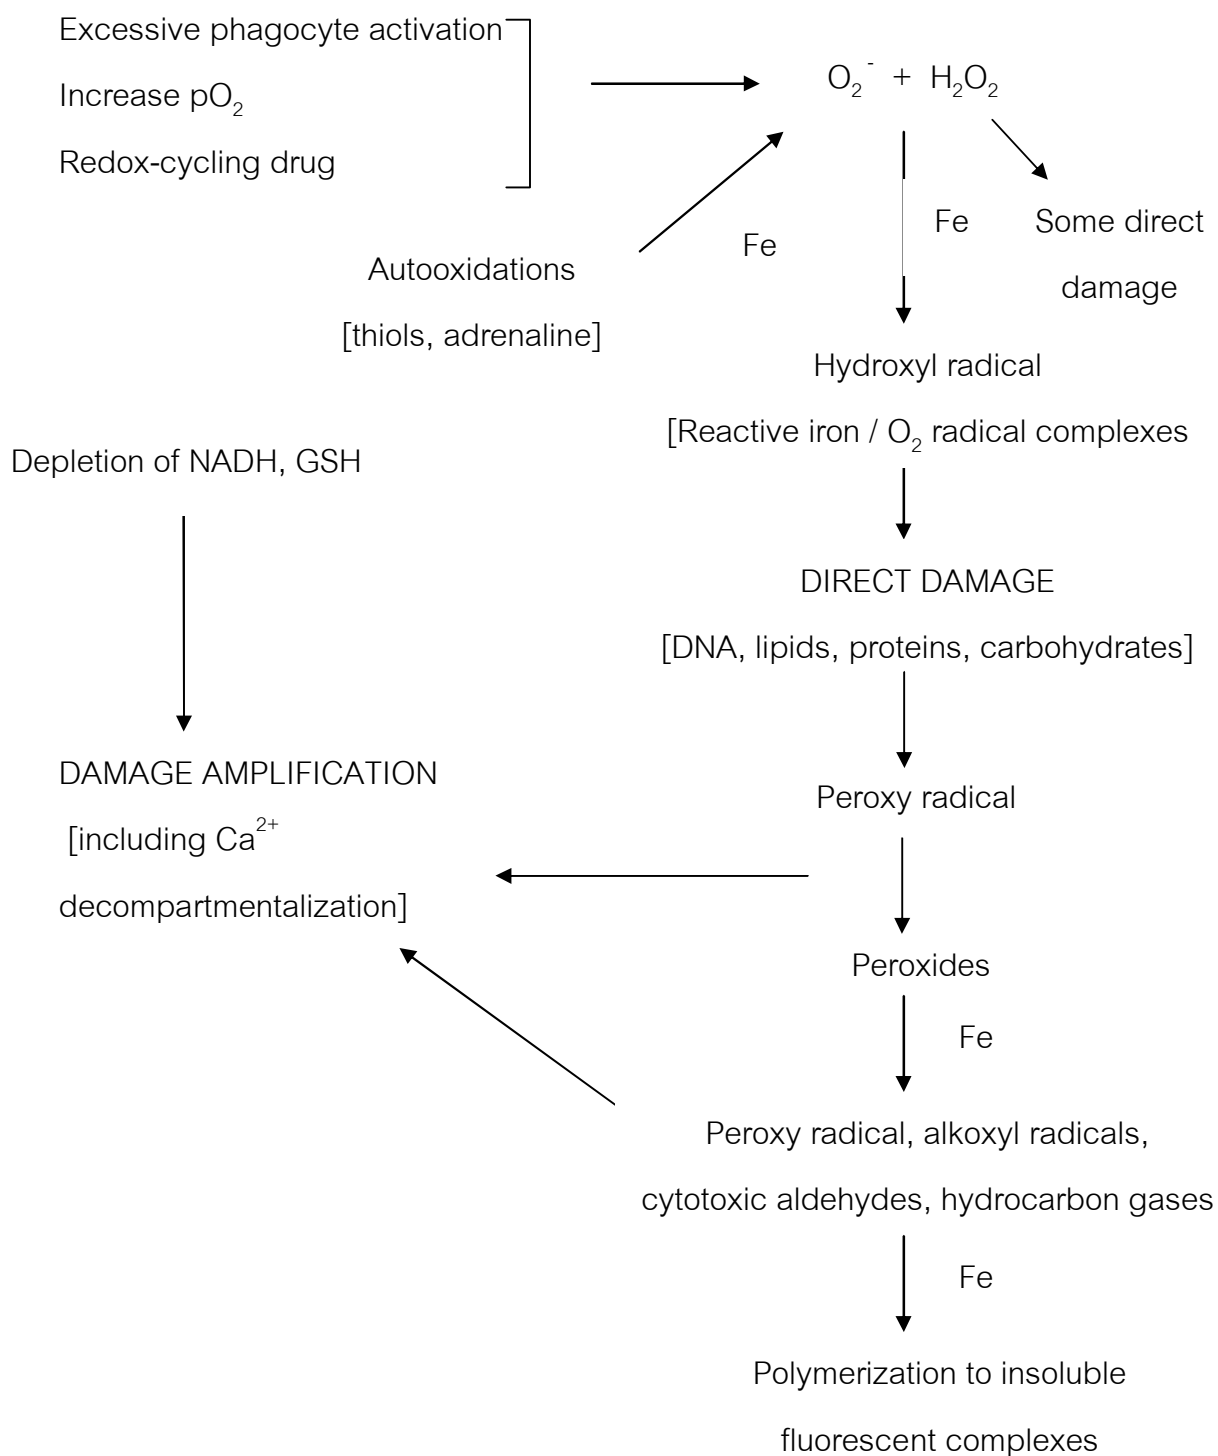 Excessive phagocyte activation
Increase pO₂
Redox-cycling drug
O₂⁻ + H₂O₂
Fe
Some direct
damage
Fe
Autooxidations
[thiols, adrenaline]
Hydroxyl radical
[Reactive iron / O₂ radical complexes
Depletion of NADH, GSH
DIRECT DAMAGE
[DNA, lipids, proteins, carbohydrates]
DAMAGE AMPLIFICATION
[including Ca²⁺
decompartmentalization]
Peroxy radical
Peroxides
Fe
Peroxy radical, alkoxyl radicals,
cytotoxic aldehydes, hydrocarbon gases
Fe
Polymerization to insoluble
fluorescent complexes